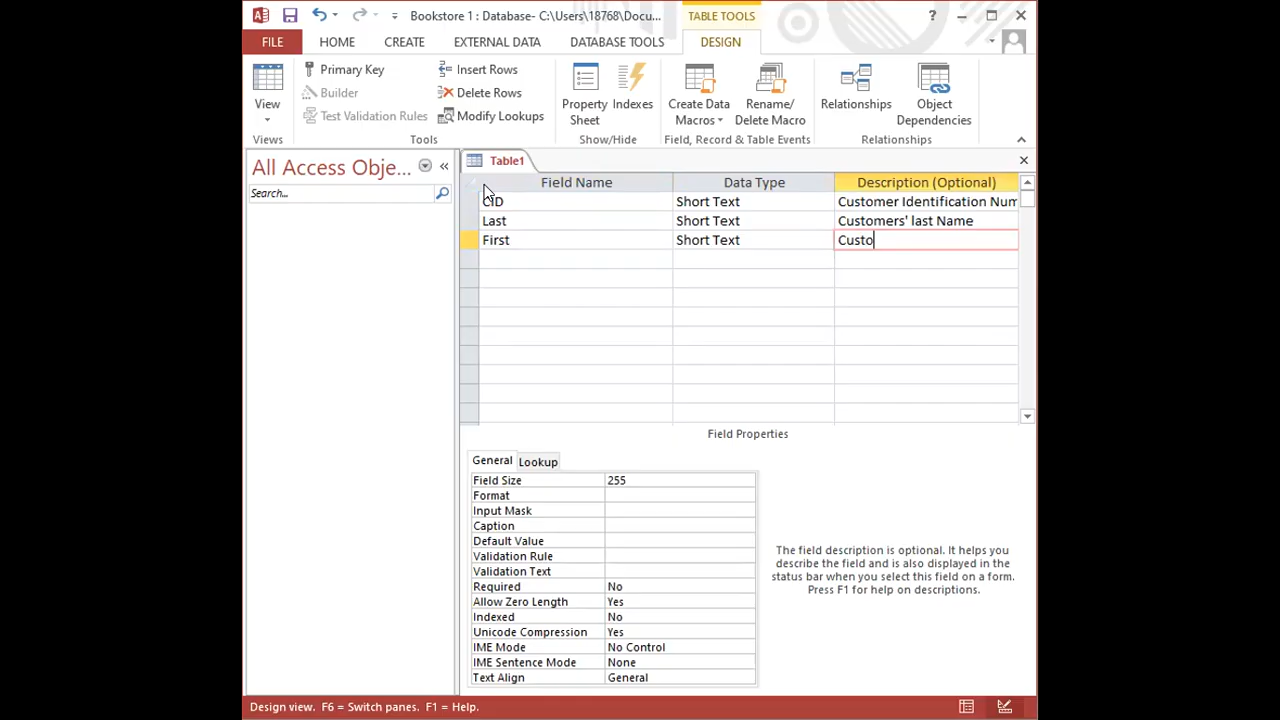 Bookstore 1 : Database- C:\Users\18768\Docu...
TABLE TOOLS
?
FILE
HOME
CREATE
EXTERNAL DATA
DATABASE TOOLS
DESIGN
View
Primary Key
Builder
Test Validation Rules
Insert Rows
Delete Rows
Modify Lookups
Property
Sheet
Indexes
Create Data
Macros
Rename/
Delete Macro
Relationships
Object
Dependencies
Views
Tools
Show/Hide
Field, Record & Table Events
Relationships
All Access Obje...
Search...
Table1
Field Name Data Type Description (Optional)
CID Short Text Customer Identification Num
Last Short Text Customers' last Name
First Short Text Custo
Field Properties
General Lookup
Field Size 255
Format
Input Mask
Caption
Default Value
Validation Rule
Validation Text
Required No
Allow Zero Length Yes
Indexed No
Unicode Compression Yes
IME Mode No Control
IME Sentence Mode None
Text Align General
The field description is optional. It helps you
describe the field and is also displayed in the
status bar when you select this field on a form.
Press F1 for help on descriptions.
Design view. F6 = Switch panes. F1 = Help.